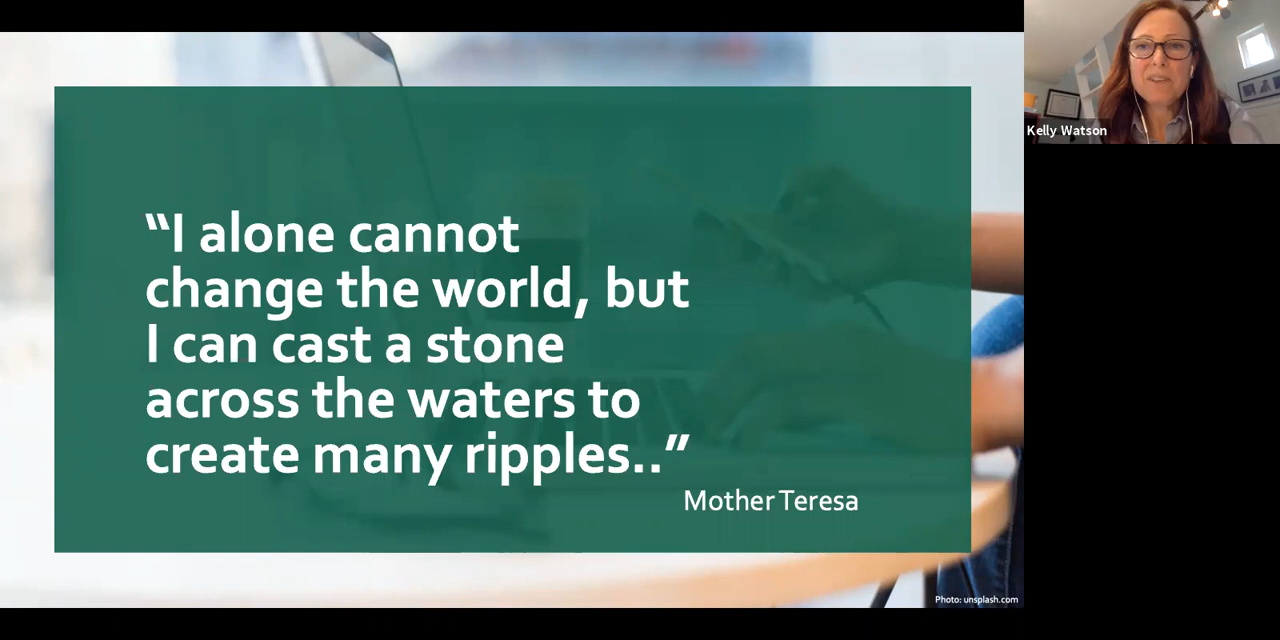 “I alone cannot
change the world, but
I can cast a stone
across the waters to
create many ripples..”
Mother Teresa
Photo: unsplash.com
Kelly Watson